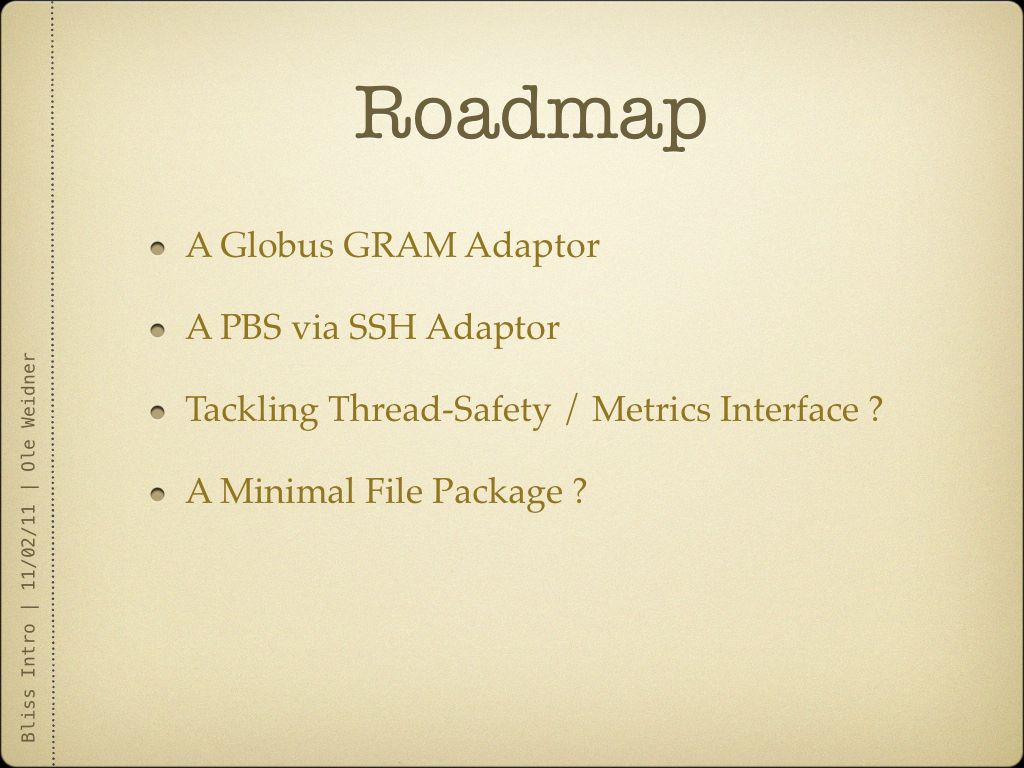 Roadmap
A Globus GRAM Adaptor
A PBS via SSH Adaptor
Tackling Thread-Safety / Metrics Interface ?
A Minimal File Package ?
Bliss Intro | 11/02/11 | Ole Weidner